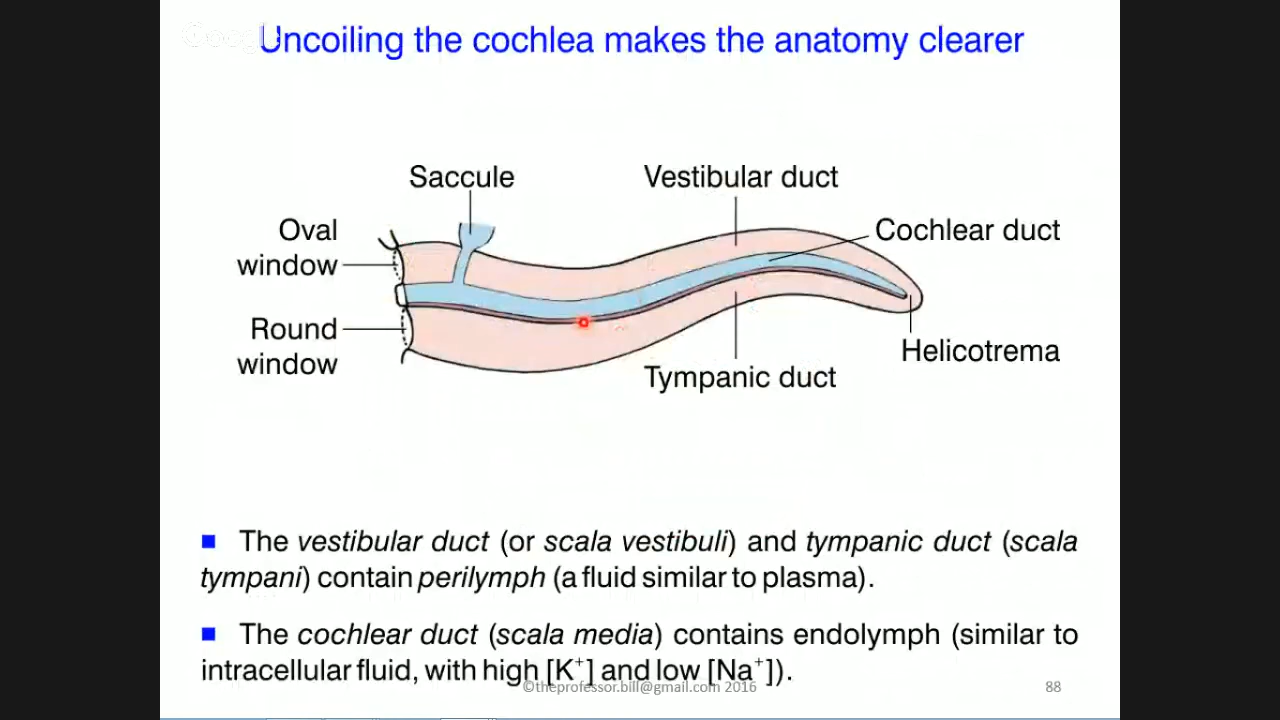 Google
Uncoiling the cochlea makes the anatomy clearer
Saccule
Vestibular duct
Oval
window
Cochlear duct
Round
window
Helicotrema
Tympanic duct
■ The vestibular duct (or scala vestibuli) and tympanic duct (scala
tympani) contain perilymph (a fluid similar to plasma).
■ The cochlear duct (scala media) contains endolymph (similar to
intracellular fluid, with high [K⁺] and low [Na⁺]).
©theprofessor.bill@gmail.com 2016
88